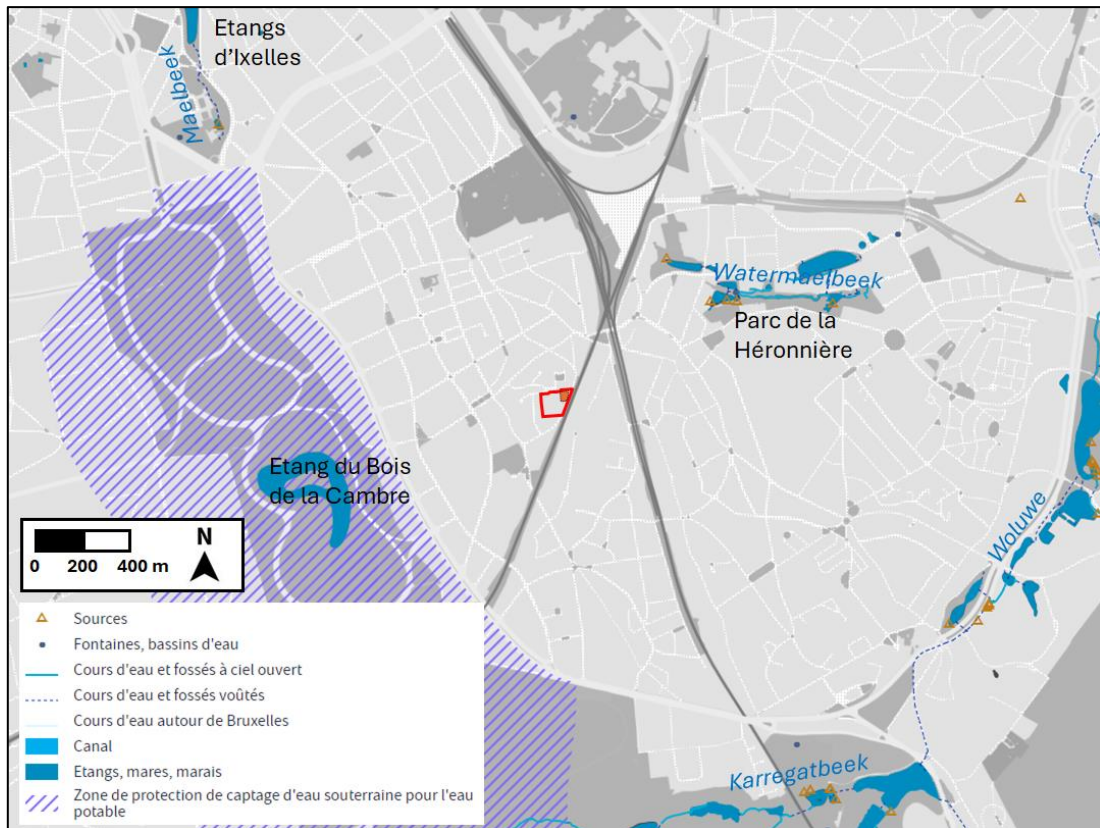 Etangs
d'Ixelles
Maelbeek
Watermaelbeek
Parc de la
Héronnière
Etang du Bois
de la Cambre
Woluwe
Karregatbeek
N
0 200 400 m
Sources
Fontaines, bassins d'eau
Cours d'eau et fossés à ciel ouvert
Cours d'eau et fossés voûtés
Cours d'eau autour de Bruxelles
Canal
Etangs, mares, marais
Zone de protection de captage d'eau souterraine pour l'eau
potable